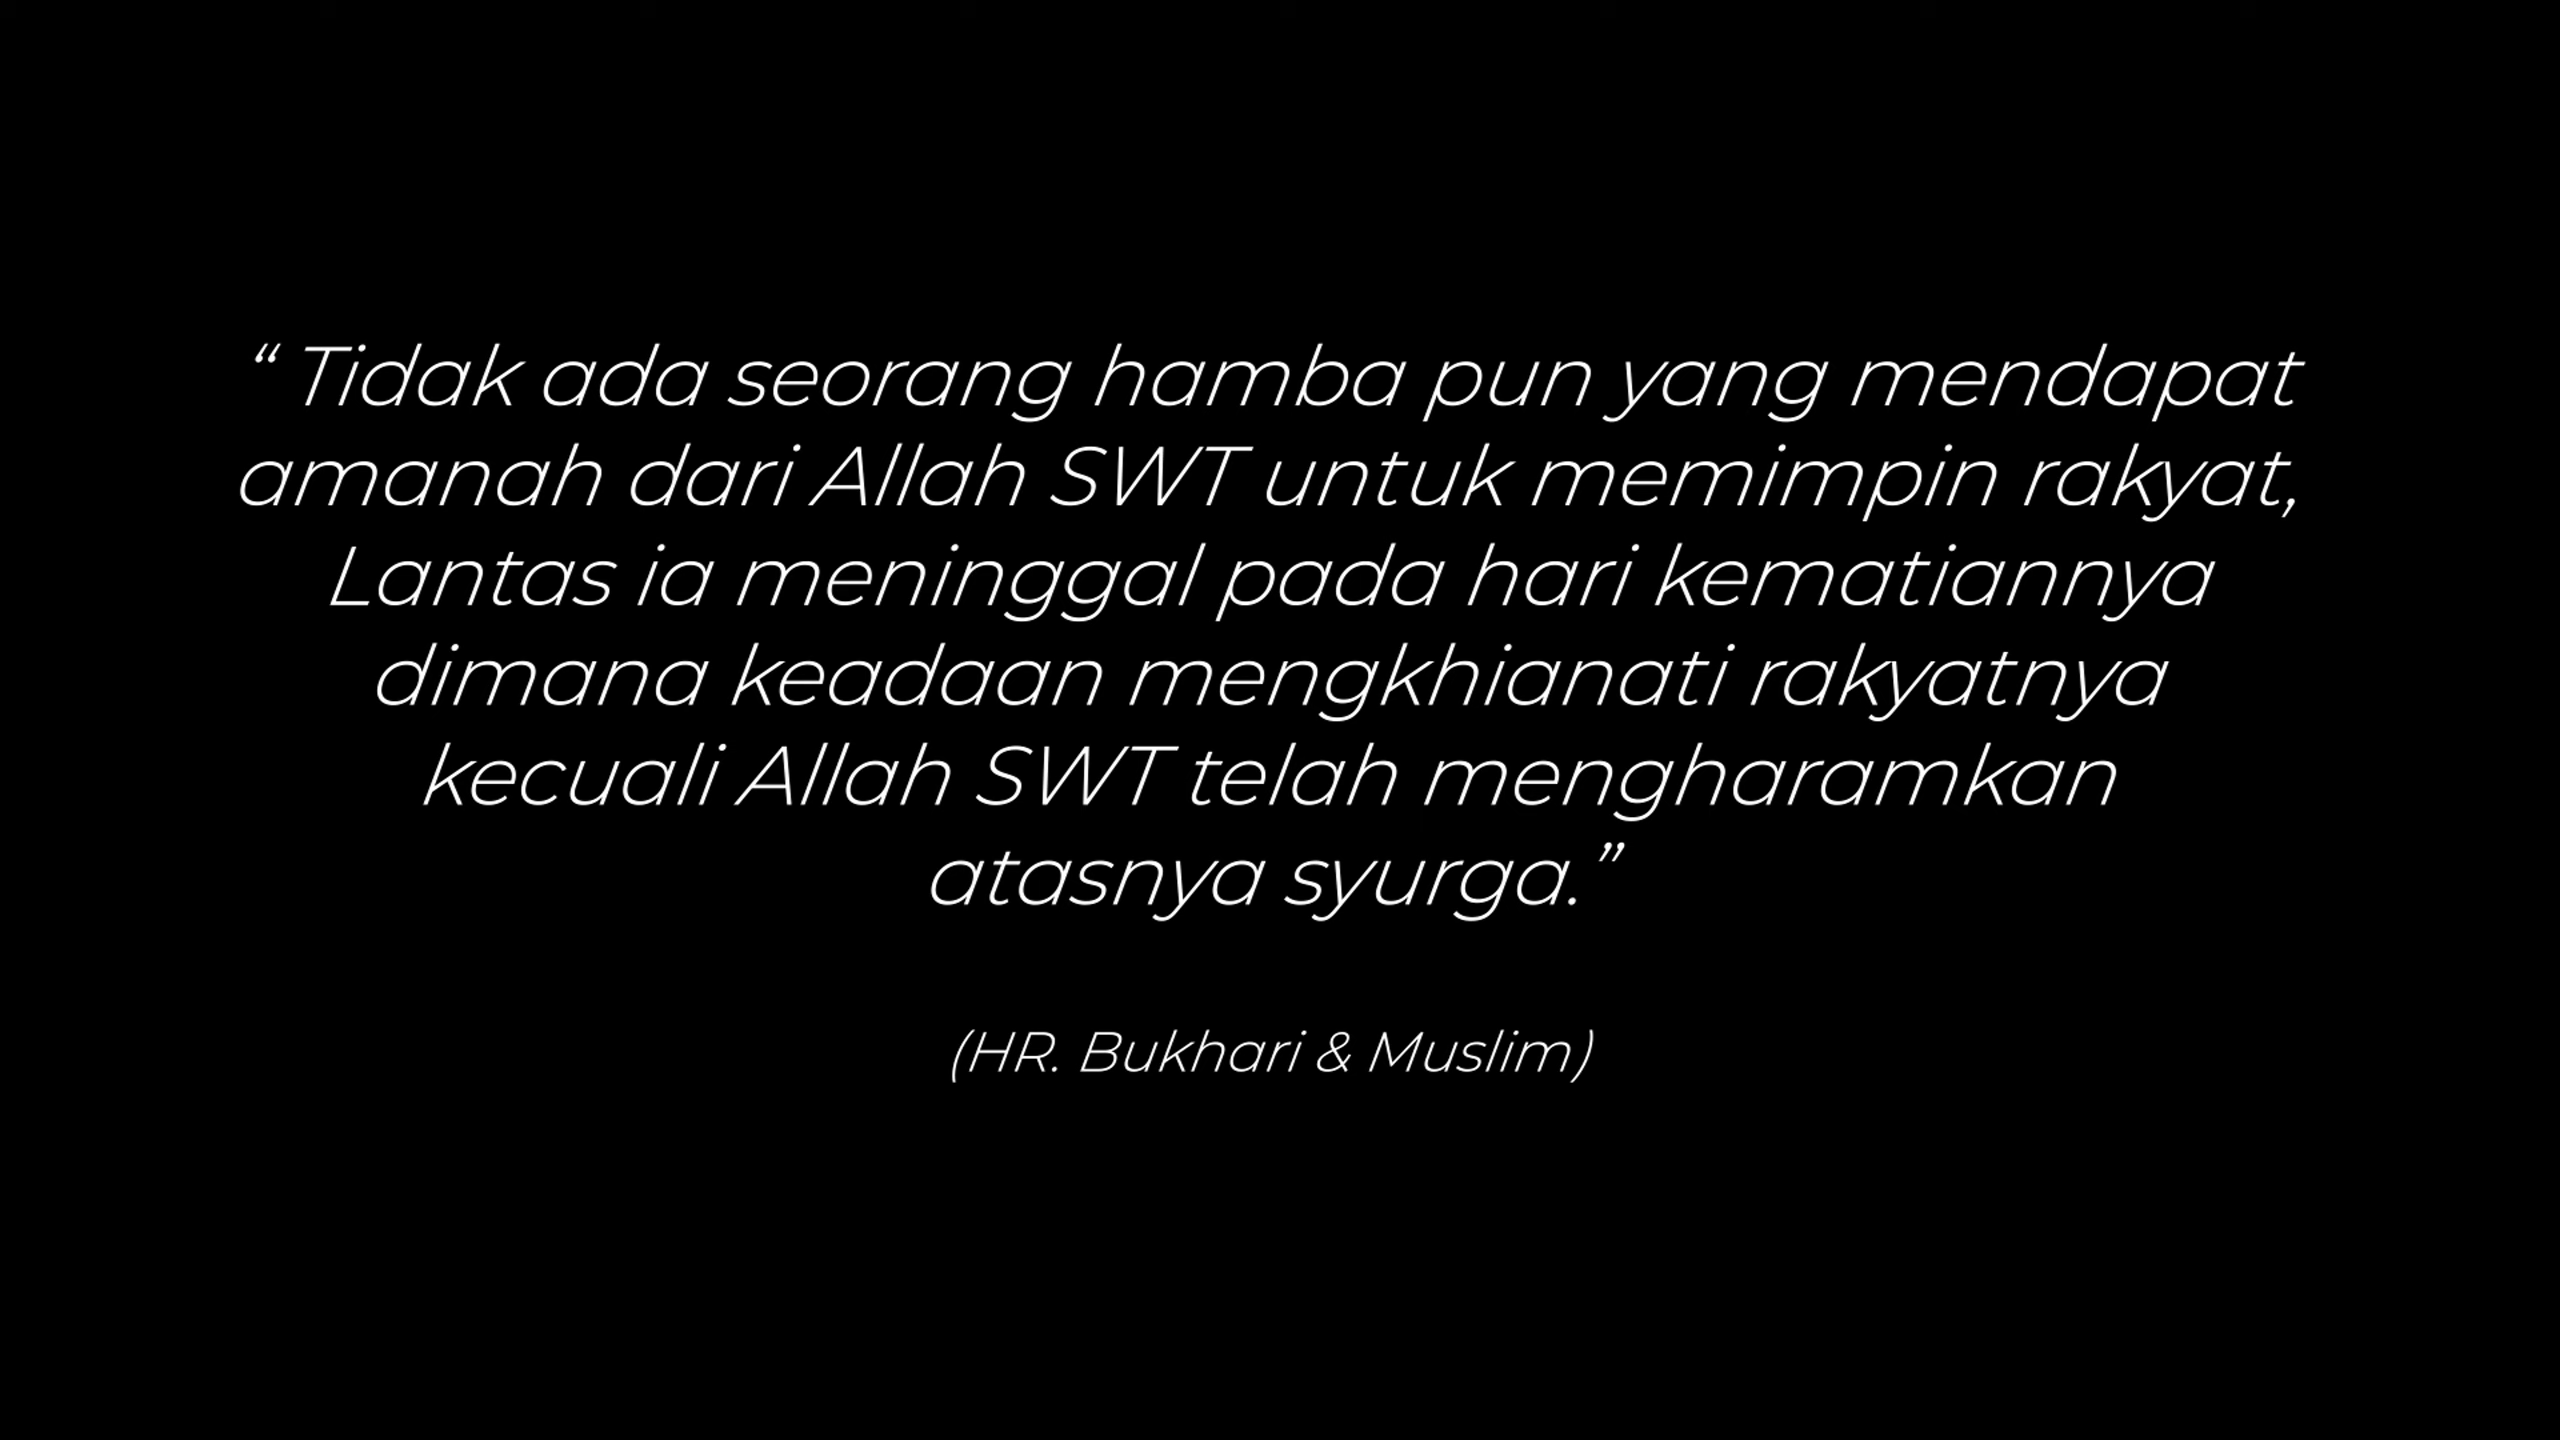 “ Tidak ada seorang hamba pun yang mendapat
amanah dari Allah SWT untuk memimpin rakyat,
Lantas ia meninggal pada hari kematiannya
dimana keadaan mengkhianati rakyatnya
kecuali Allah SWT telah mengharamkan
atasnya syurga.”
(HR. Bukhari & Muslim)